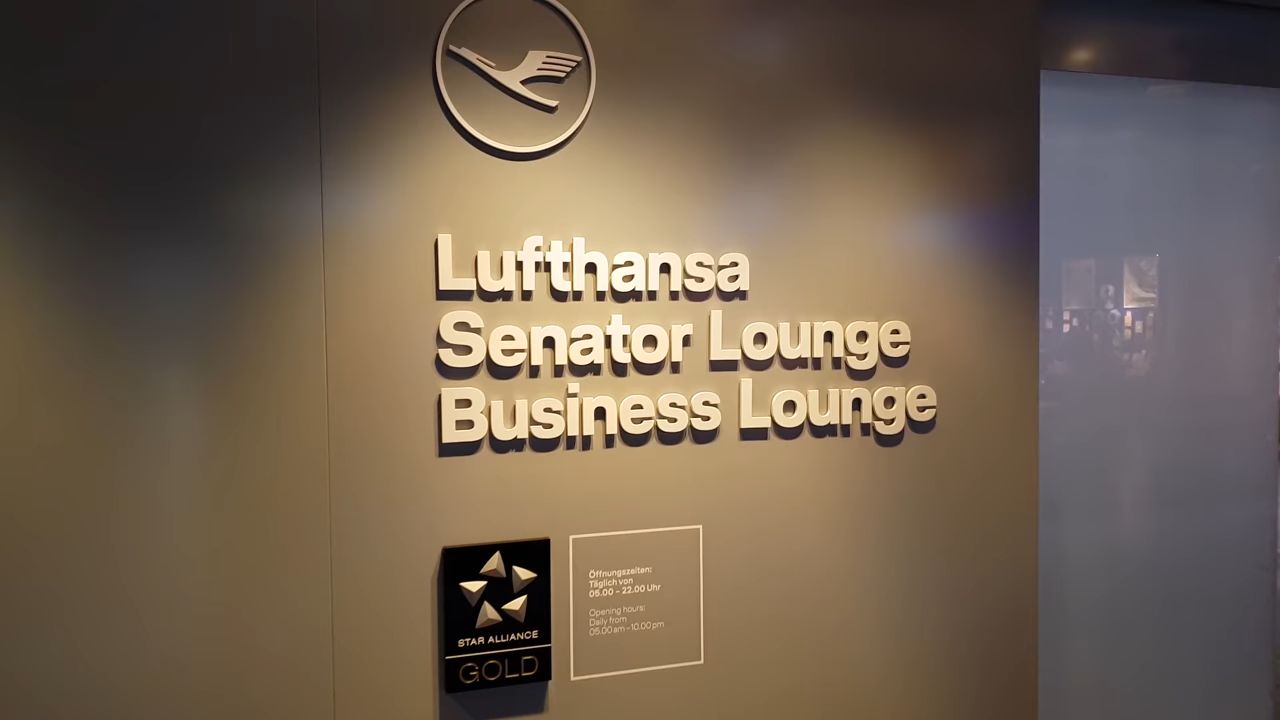 Lufthansa
Senator Lounge
Business Lounge
STAR ALLIANCE
GOLD
Öffnungszeiten:
Täglich von
05.00 – 22.00 Uhr
Opening hours:
Daily from
05.00 am – 10.00 pm